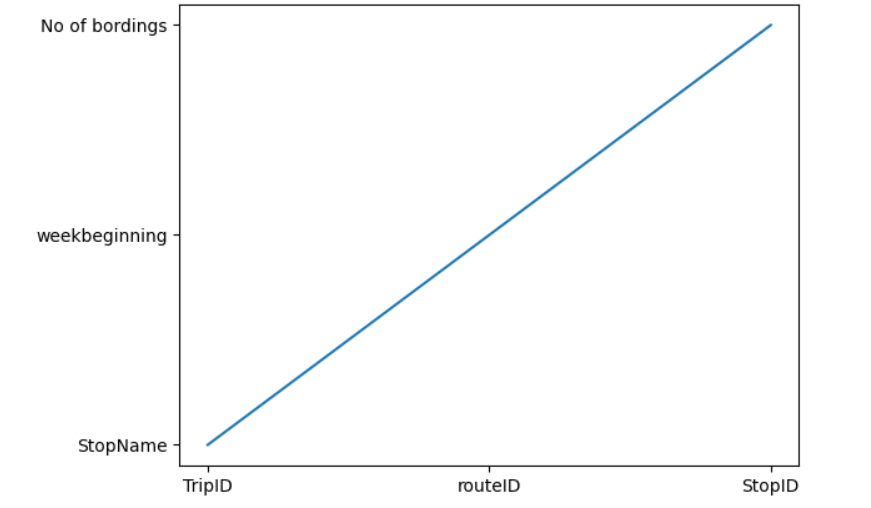 No of bordings
weekbeginning
StopName
TripID
routeID
StopID